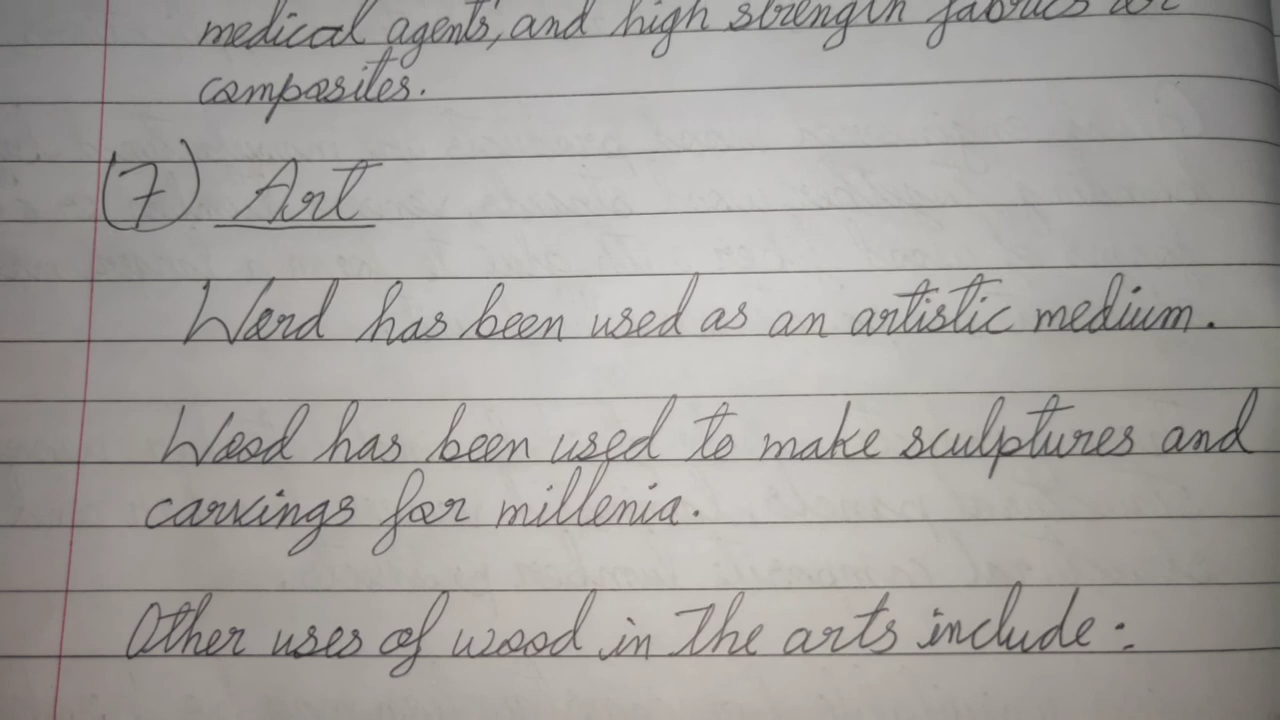 medical agents, and high strength fabrics or
composites.
(7) Art
Word has been used as an artistic medium.
Wood has been used to make sculptures and
carvings for millenia.
Other uses of wood in The arts include :